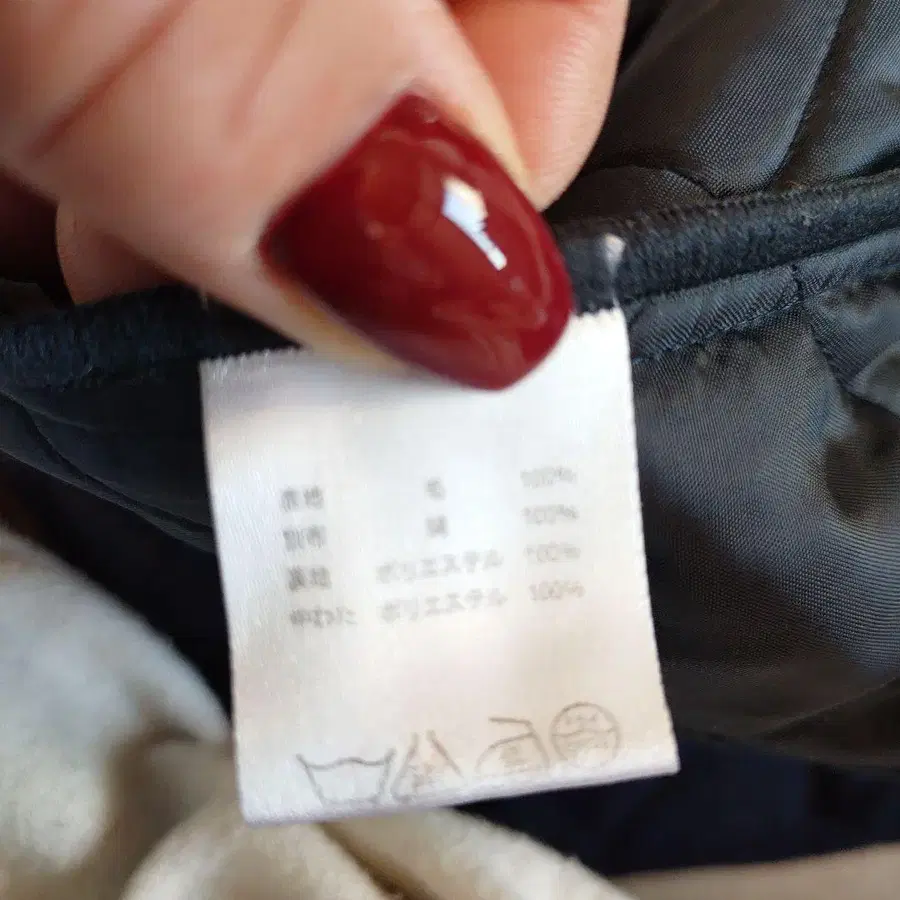 表地 毛 100%
別布 綿 100%
裏地 ポリエステル 100%
中わた ポリエステル 100%